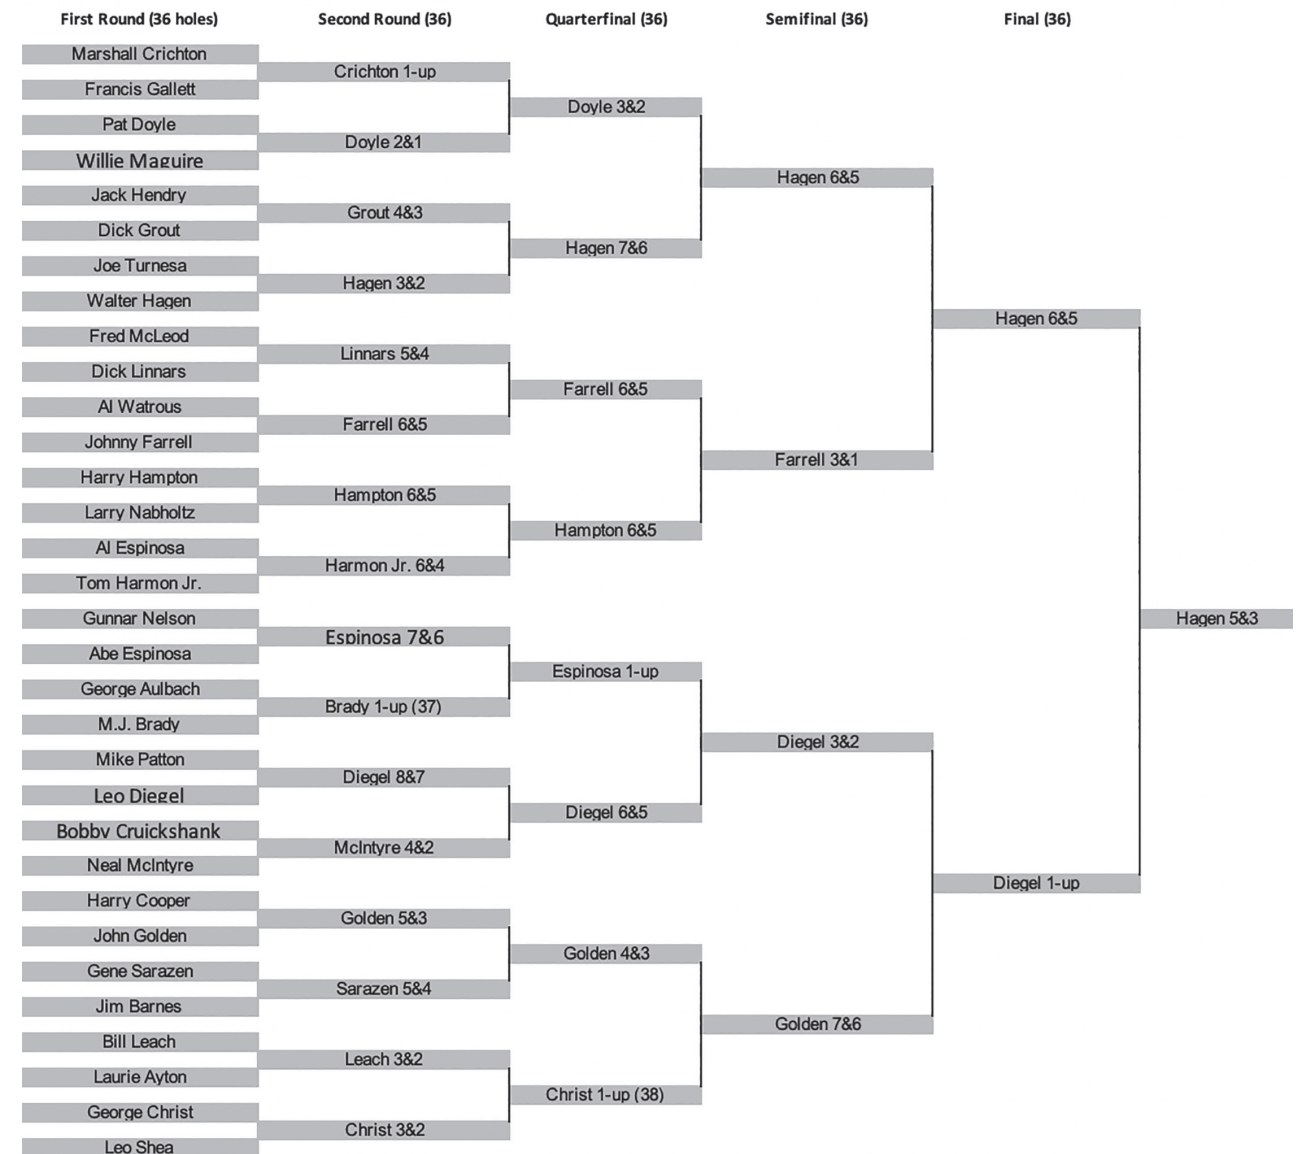 First Round (36 holes)
Second Round (36)
Quarterfinal (36)
Semifinal (36)
Final (36)
Marshall Crichton
Crichton 1-up
Francis Gallett
Doyle 3&2
Pat Doyle
Doyle 2&1
Willie Maguire
Hagen 6&5
Jack Hendry
Grout 4&3
Dick Grout
Hagen 7&6
Joe Turnesa
Hagen 3&2
Walter Hagen
Hagen 6&5
Fred McLeod
Linnars 5&4
Dick Linnars
Farrell 6&5
Al Watrous
Farrell 6&5
Johnny Farrell
Farrell 3&1
Harry Hampton
Hampton 6&5
Larry Nabholtz
Hampton 6&5
Al Espinosa
Harmon Jr. 6&4
Tom Harmon Jr.
Gunnar Nelson
Hagen 5&3
Espinosa 7&6
Abe Espinosa
Espinosa 1-up
George Aulbach
Brady 1-up (37)
M.J. Brady
Diegel 3&2
Mike Patton
Diegel 8&7
Leo Diegel
Diegel 6&5
Bobby Cruickshank
McIntyre 4&2
Neal McIntyre
Diegel 1-up
Harry Cooper
Golden 5&3
John Golden
Golden 4&3
Gene Sarazen
Sarazen 5&4
Jim Barnes
Golden 7&6
Bill Leach
Leach 3&2
Laurie Ayton
Christ 1-up (38)
George Christ
Christ 3&2
Leo Shea